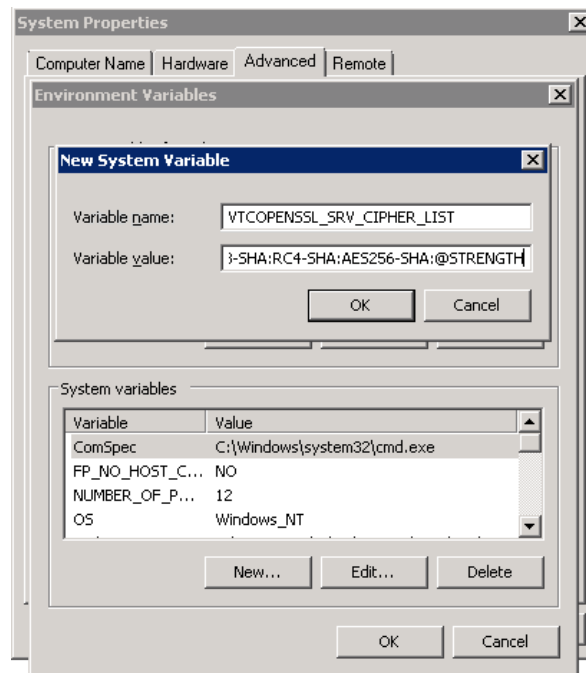 System Properties
Computer Name Hardware Advanced Remote
Environment Variables
New System Variable
Variable name: VTCOPENSSL_SRV_CIPHER_LIST
Variable value: 3-SHA:RC4-SHA:AES256-SHA:@STRENGTH
OK Cancel
System variables
Variable Value
ComSpec C:\Windows\system32\cmd.exe
FP_NO_HOST_C... NO
NUMBER_OF_P... 12
OS Windows_NT
New... Edit... Delete
OK Cancel